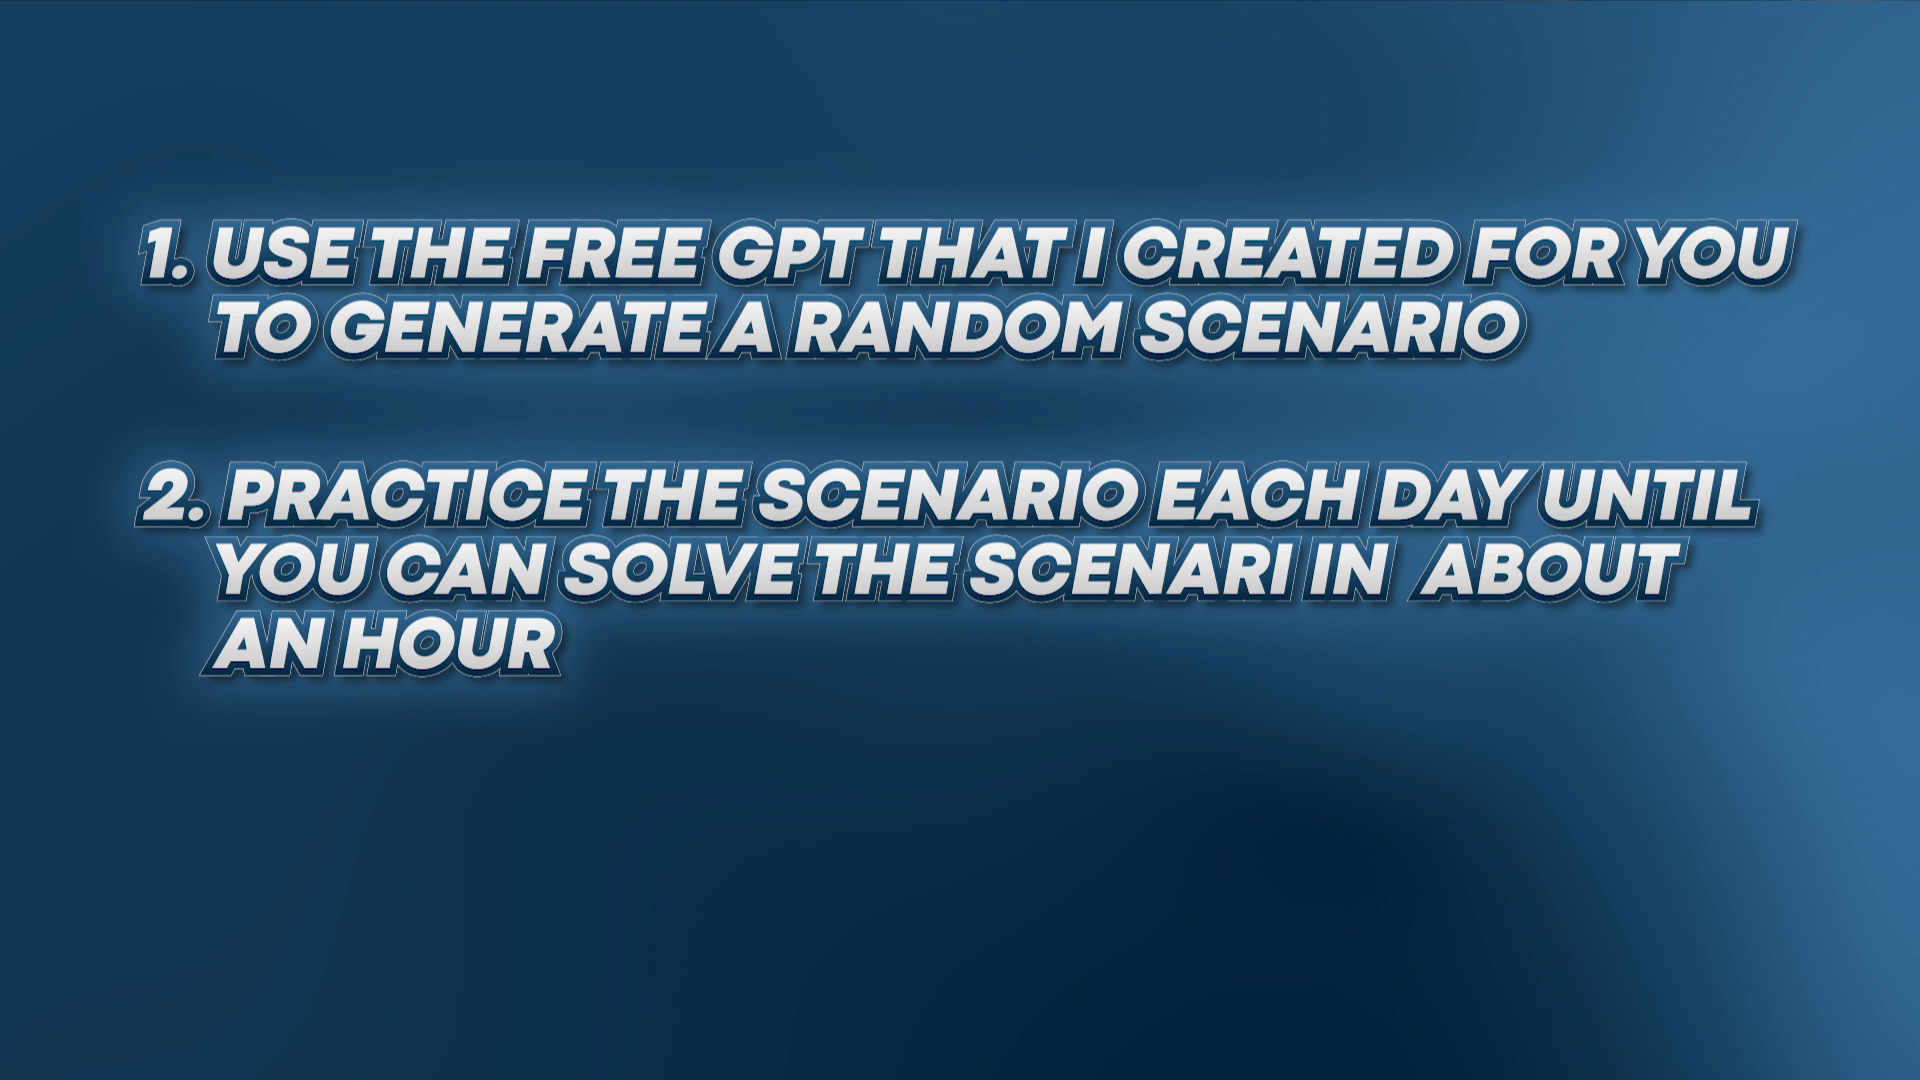 1. USE THE FREE GPT THAT I CREATED FOR YOU
TO GENERATE A RANDOM SCENARIO
2. PRACTICE THE SCENARIO EACH DAY UNTIL
YOU CAN SOLVE THE SCENARI IN  ABOUT
AN HOUR